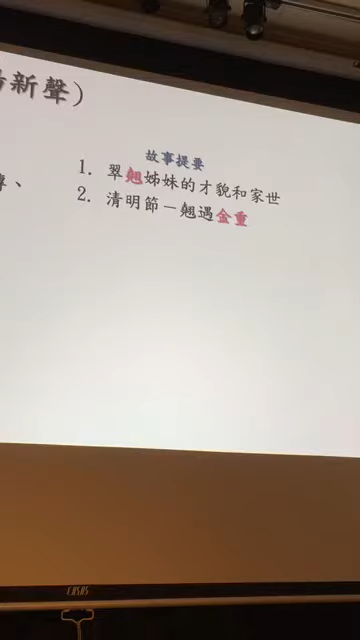 新聲）
故事提要
1. 翠翹姊妹的才貌和家世
2. 清明節－翹遇金重